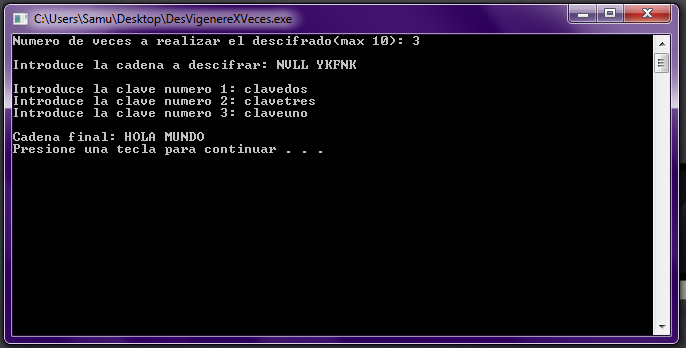 C:\Users\Samu\Desktop\DesVigenereXVeces.exe
Numero de veces a realizar el descifrado(max 10): 3
Introduce la cadena a descifrar: NVLL YKFNK
Introduce la clave numero 1: clavedos
Introduce la clave numero 2: clavetres
Introduce la clave numero 3: claveuno
Cadena final: HOLA MUNDO
Presione una tecla para continuar . . .